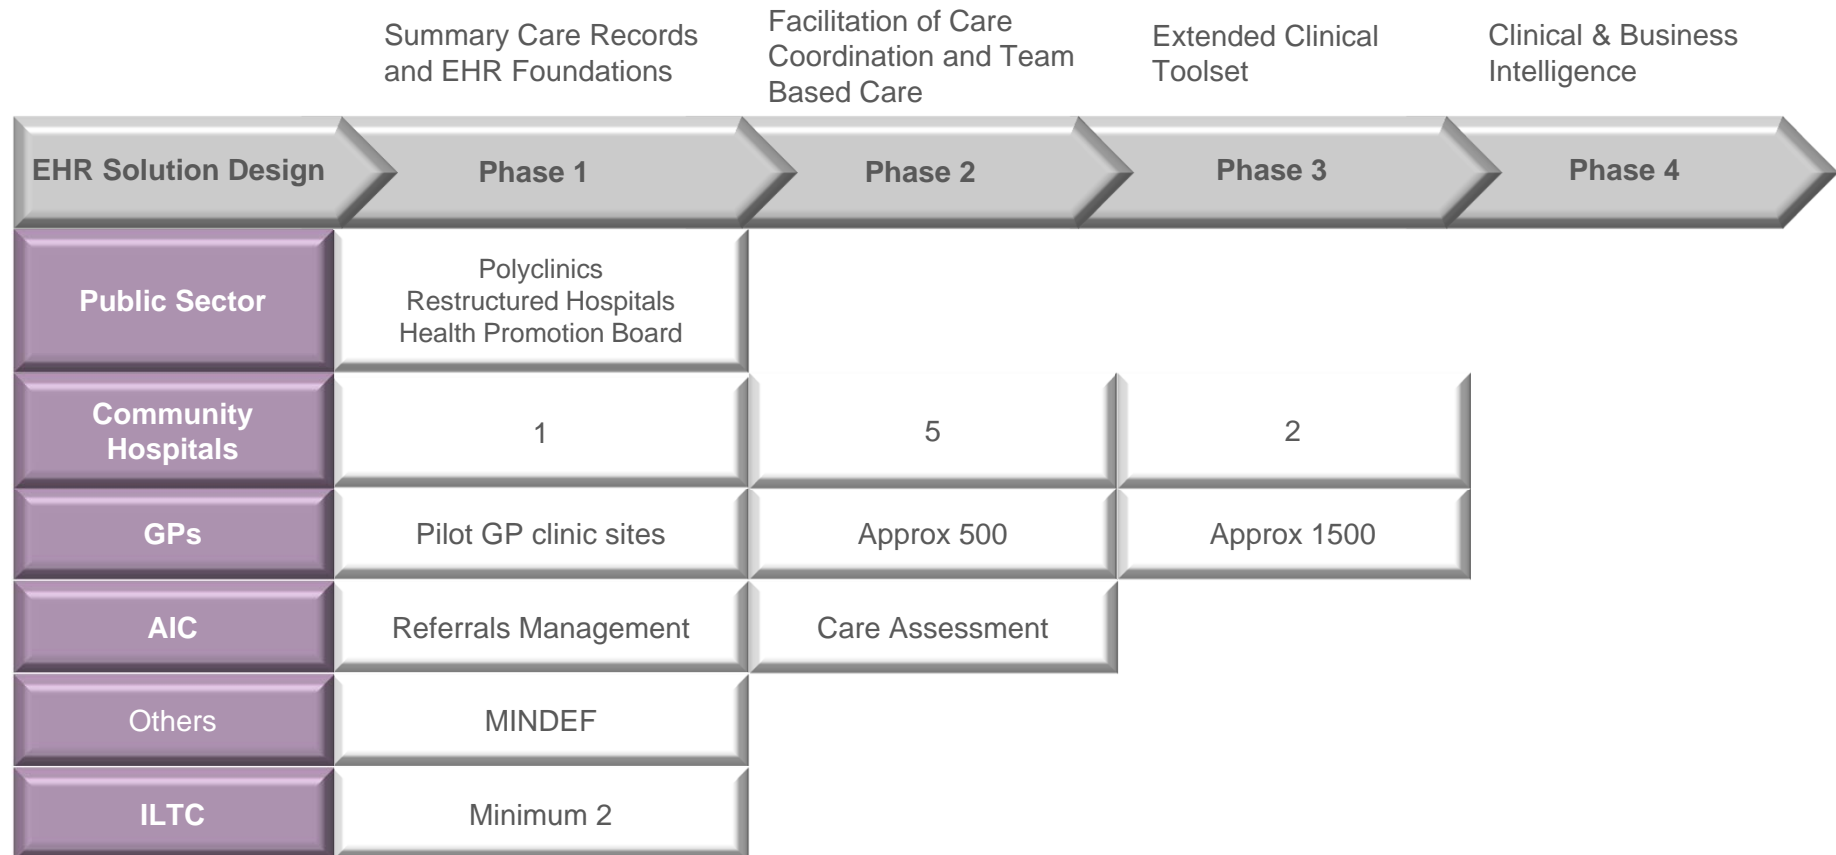 Summary Care Records
and EHR Foundations
Facilitation of Care
Coordination and Team
Based Care
Extended Clinical
Toolset
Clinical & Business
Intelligence
EHR Solution Design
Phase 1
Phase 2
Phase 3
Phase 4
Public Sector
Polyclinics
Restructured Hospitals
Health Promotion Board
Community
Hospitals
1
5
2
GPs
Pilot GP clinic sites
Approx 500
Approx 1500
AIC
Referrals Management
Care Assessment
Others
MINDEF
ILTC
Minimum 2